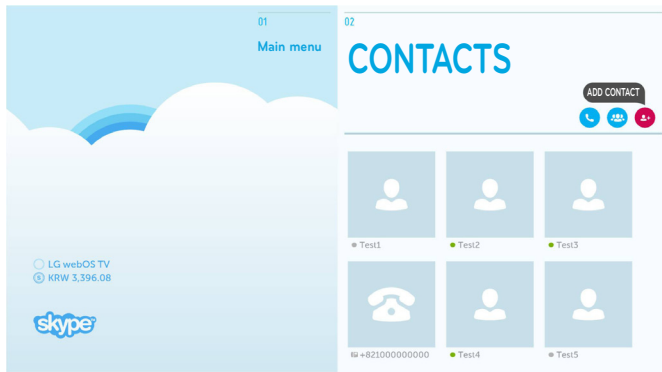 01
Main menu
LG webOS TV
S KRW 3,396.08
skype™
02
CONTACTS
ADD CONTACT
Test1
Test2
Test3
+821000000000
Test4
Test5